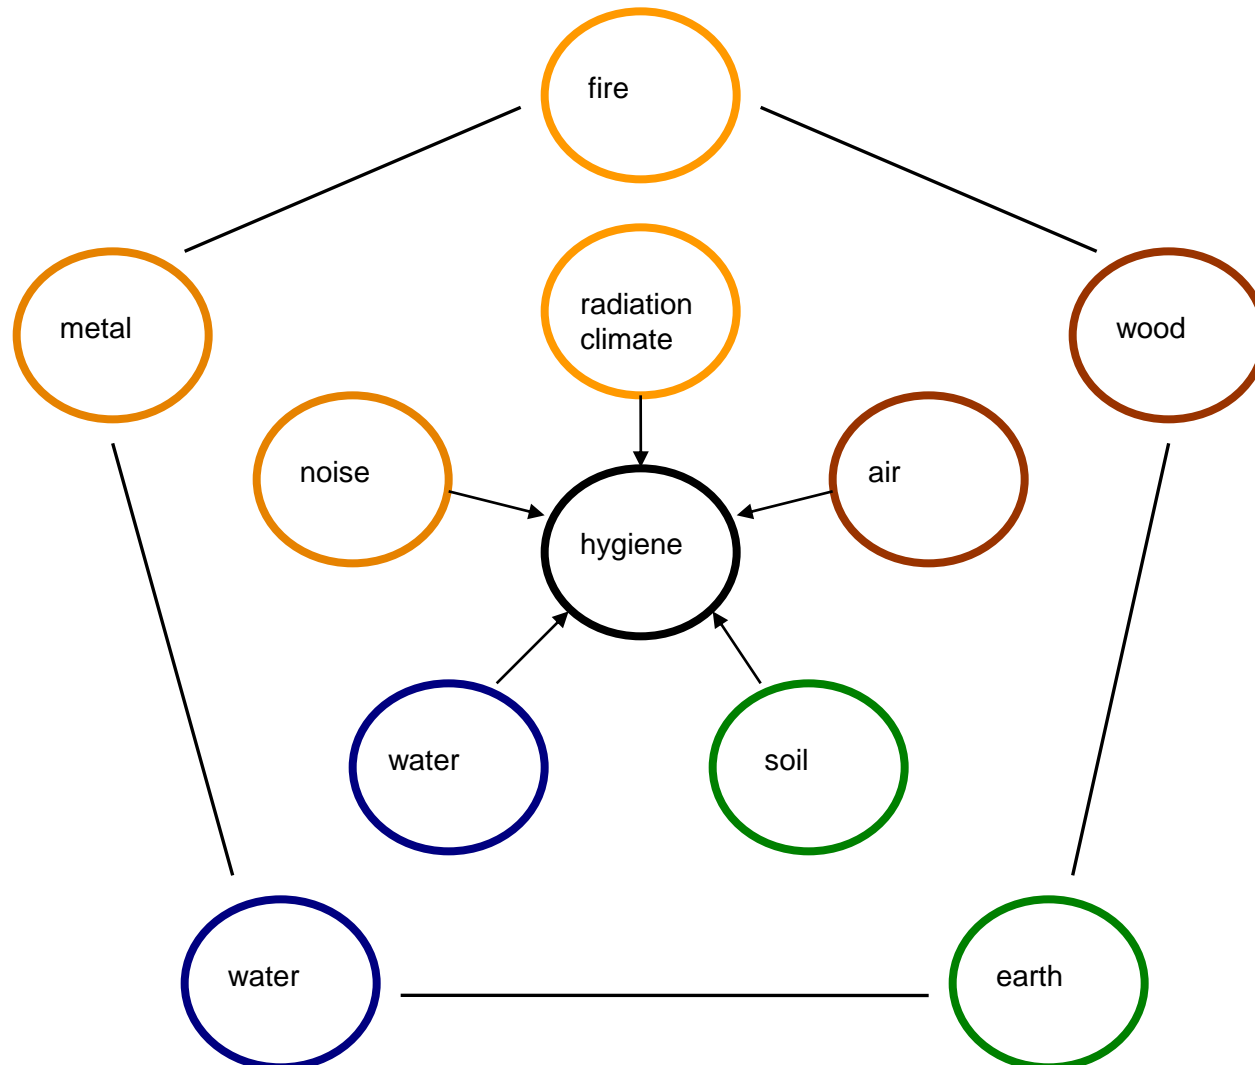 fire
radiation
climate
metal
wood
noise
air
hygiene
water
soil
water
earth